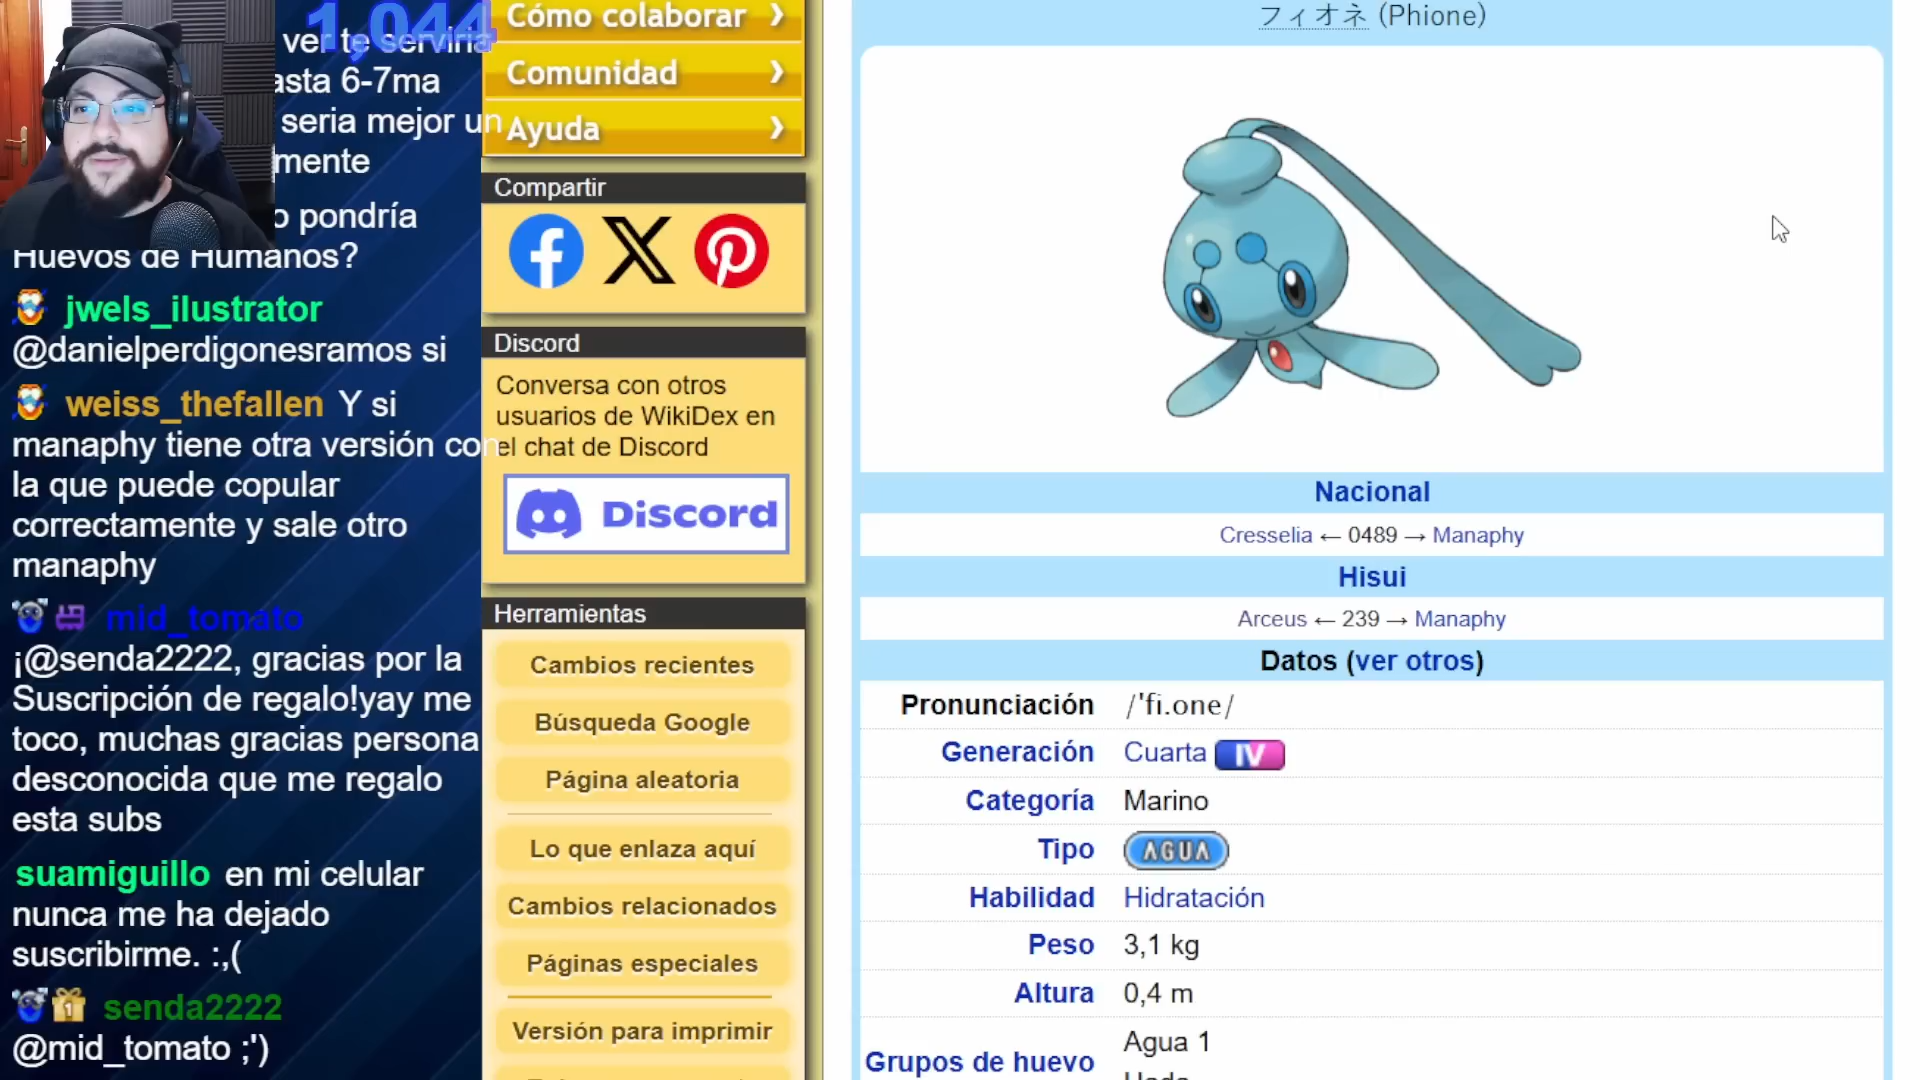 1,044
ver te serviría
asta 6-7ma
seria mejor un
mente
o pondría
Huevos de Humanos?
jwels_ilustrator
@danielperdigonesramos si
weiss_thefallen Y si
manaphy tiene otra versión con
la que puede copular
correctamente y sale otro
manaphy
mid_tomato
¡@senda2222, gracias por la
Suscripción de regalo!yay me
toco, muchas gracias persona
desconocida que me regalo
esta subs
suamiguillo en mi celular
nunca me ha dejado
suscribirme. :,(
1 senda2222
@mid_tomato ;')
Cómo colaborar
Comunidad
Ayuda
Compartir
Discord
Conversa con otros
usuarios de WikiDex en
el chat de Discord
Discord
Herramientas
Cambios recientes
Búsqueda Google
Página aleatoria
Lo que enlaza aquí
Cambios relacionados
Páginas especiales
Versión para imprimir
フィオネ (Phione)
Nacional
Cresselia ← 0489 → Manaphy
Hisui
Arceus ← 239 → Manaphy
Datos (ver otros)
Pronunciación /'fi.one/
Generación Cuarta IV
Categoría Marino
Tipo AGUA
Habilidad Hidratación
Peso 3,1 kg
Altura 0,4 m
Grupos de huevo Agua 1
Hada